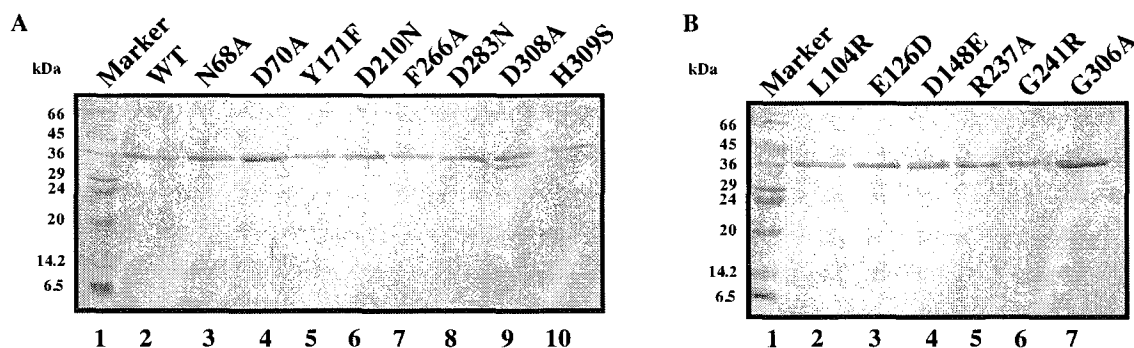 A
kDa
Marker WT N68A D70A Y171F D210N F266A D283N D308A H309S
66
45
36
29
24
20
14.2
6.5
1 2 3 4 5 6 7 8 9 10
B
kDa
Marker L104R E126D D148E R237A G241R G306A
66
45
36
29
24
20
14.2
6.5
1 2 3 4 5 6 7